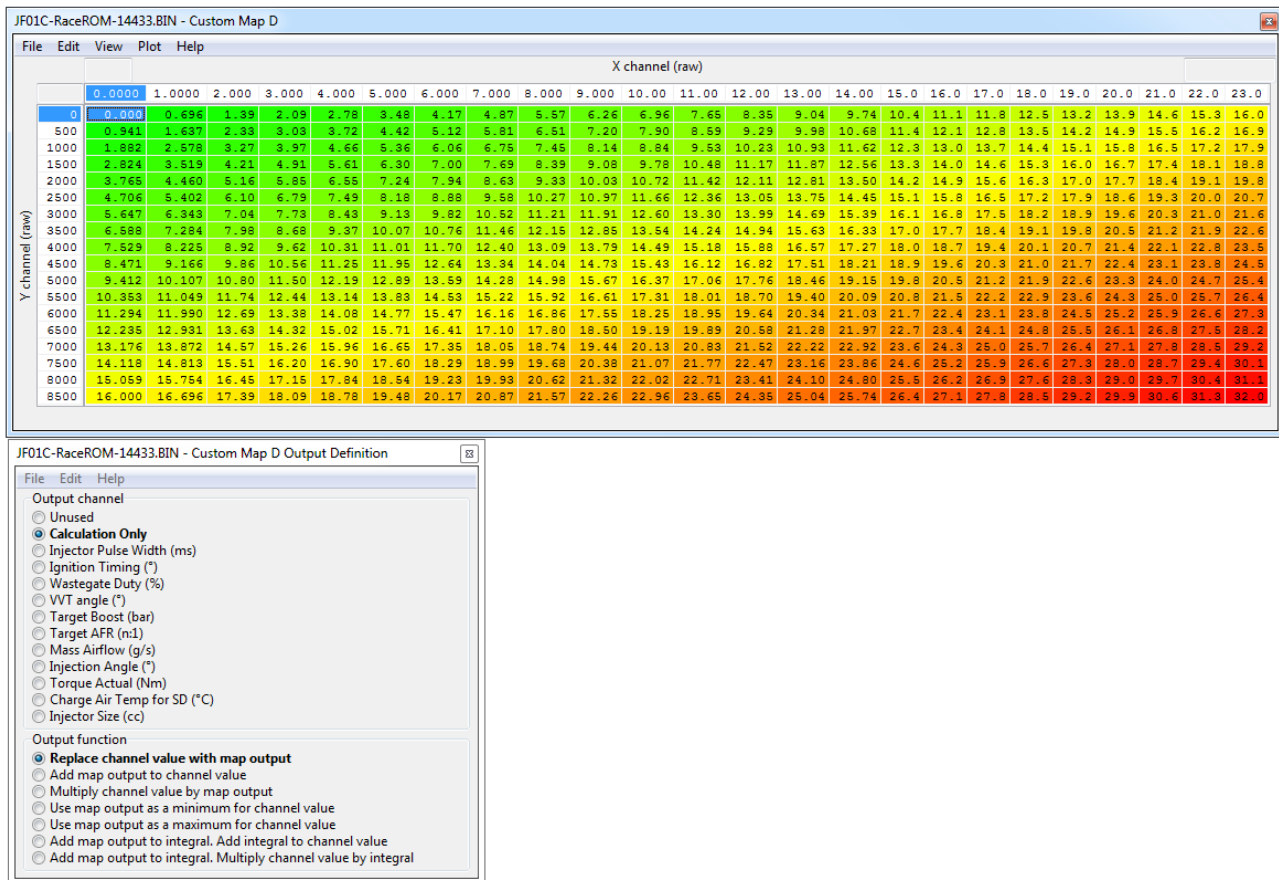 JF01C-RaceROM-14433.BIN - Custom Map D
File Edit View Plot Help
X channel (raw)
0.0000 1.0000 2.000 3.000 4.000 5.000 6.000 7.000 8.000 9.000 10.00 11.00 12.00 13.00 14.00 15.0 16.0 17.0 18.0 19.0 20.0 21.0 22.0 23.0
0 0.000 0.696 1.39 2.09 2.78 3.48 4.17 4.87 5.57 6.26 6.96 7.65 8.35 9.04 9.74 10.4 11.1 11.8 12.5 13.2 13.9 14.6 15.3 16.0
500 0.941 1.637 2.33 3.03 3.72 4.42 5.12 5.81 6.51 7.20 7.90 8.59 9.29 9.98 10.68 11.4 12.1 12.8 13.5 14.2 14.9 15.5 16.2 16.9
1000 1.882 2.578 3.27 3.97 4.66 5.36 6.06 6.75 7.45 8.14 8.84 9.53 10.23 10.93 11.62 12.3 13.0 13.7 14.4 15.1 15.8 16.5 17.2 17.9
1500 2.824 3.519 4.21 4.91 5.61 6.30 7.00 7.69 8.39 9.08 9.78 10.48 11.17 11.87 12.56 13.3 14.0 14.6 15.3 16.0 16.7 17.4 18.1 18.8
2000 3.765 4.460 5.16 5.85 6.55 7.24 7.94 8.63 9.33 10.03 10.72 11.42 12.11 12.81 13.50 14.2 14.9 15.6 16.3 17.0 17.7 18.4 19.1 19.8
2500 4.706 5.402 6.10 6.79 7.49 8.18 8.88 9.58 10.27 10.97 11.66 12.36 13.05 13.75 14.45 15.1 15.8 16.5 17.2 17.9 18.6 19.3 20.0 20.7
Y channel (raw)
3000 5.647 6.343 7.04 7.73 8.43 9.13 9.82 10.52 11.21 11.91 12.60 13.30 13.99 14.69 15.39 16.1 16.8 17.5 18.2 18.9 19.6 20.3 21.0 21.6
3500 6.588 7.284 7.98 8.68 9.37 10.07 10.76 11.46 12.15 12.85 13.54 14.24 14.94 15.63 16.33 17.0 17.7 18.4 19.1 19.8 20.5 21.2 21.9 22.6
4000 7.529 8.225 8.92 9.62 10.31 11.01 11.70 12.40 13.09 13.79 14.49 15.18 15.88 16.57 17.27 18.0 18.7 19.4 20.1 20.7 21.4 22.1 22.8 23.5
4500 8.471 9.166 9.86 10.56 11.25 11.95 12.64 13.34 14.04 14.73 15.43 16.12 16.82 17.51 18.21 18.9 19.6 20.3 21.0 21.7 22.4 23.1 23.8 24.5
5000 9.412 10.107 10.80 11.50 12.19 12.89 13.59 14.28 14.98 15.67 16.37 17.06 17.76 18.46 19.15 19.8 20.5 21.2 21.9 22.6 23.3 24.0 24.7 25.4
5500 10.353 11.049 11.74 12.44 13.14 13.83 14.53 15.22 15.92 16.61 17.31 18.01 18.70 19.40 20.09 20.8 21.5 22.2 22.9 23.6 24.3 25.0 25.7 26.4
6000 11.294 11.990 12.69 13.38 14.08 14.77 15.47 16.16 16.86 17.55 18.25 18.95 19.64 20.34 21.03 21.7 22.4 23.1 23.8 24.5 25.2 25.9 26.6 27.3
6500 12.235 12.931 13.63 14.32 15.02 15.71 16.41 17.10 17.80 18.50 19.19 19.89 20.58 21.28 21.97 22.7 23.4 24.1 24.8 25.5 26.1 26.8 27.5 28.2
7000 13.176 13.872 14.57 15.26 15.96 16.65 17.35 18.05 18.74 19.44 20.13 20.83 21.52 22.22 22.92 23.6 24.3 25.0 25.7 26.4 27.1 27.8 28.5 29.2
7500 14.118 14.813 15.51 16.20 16.90 17.60 18.29 18.99 19.68 20.38 21.07 21.77 22.47 23.16 23.86 24.6 25.2 25.9 26.6 27.3 28.0 28.7 29.4 30.1
8000 15.059 15.754 16.45 17.15 17.84 18.54 19.23 19.93 20.62 21.32 22.02 22.71 23.41 24.10 24.80 25.5 26.2 26.9 27.6 28.3 29.0 29.7 30.4 31.1
8500 16.000 16.696 17.39 18.09 18.78 19.48 20.17 20.87 21.57 22.26 22.96 23.65 24.35 25.04 25.74 26.4 27.1 27.8 28.5 29.2 29.9 30.6 31.3 32.0
JF01C-RaceROM-14433.BIN - Custom Map D Output Definition
File Edit Help
Output channel
Unused
Calculation Only
Injector Pulse Width (ms)
Ignition Timing (°)
Wastegate Duty (%)
VVT angle (°)
Target Boost (bar)
Target AFR (n:1)
Mass Airflow (g/s)
Injection Angle (°)
Torque Actual (Nm)
Charge Air Temp for SD (°C)
Injector Size (cc)
Output function
Replace channel value with map output
Add map output to channel value
Multiply channel value by map output
Use map output as a minimum for channel value
Use map output as a maximum for channel value
Add map output to integral. Add integral to channel value
Add map output to integral. Multiply channel value by integral